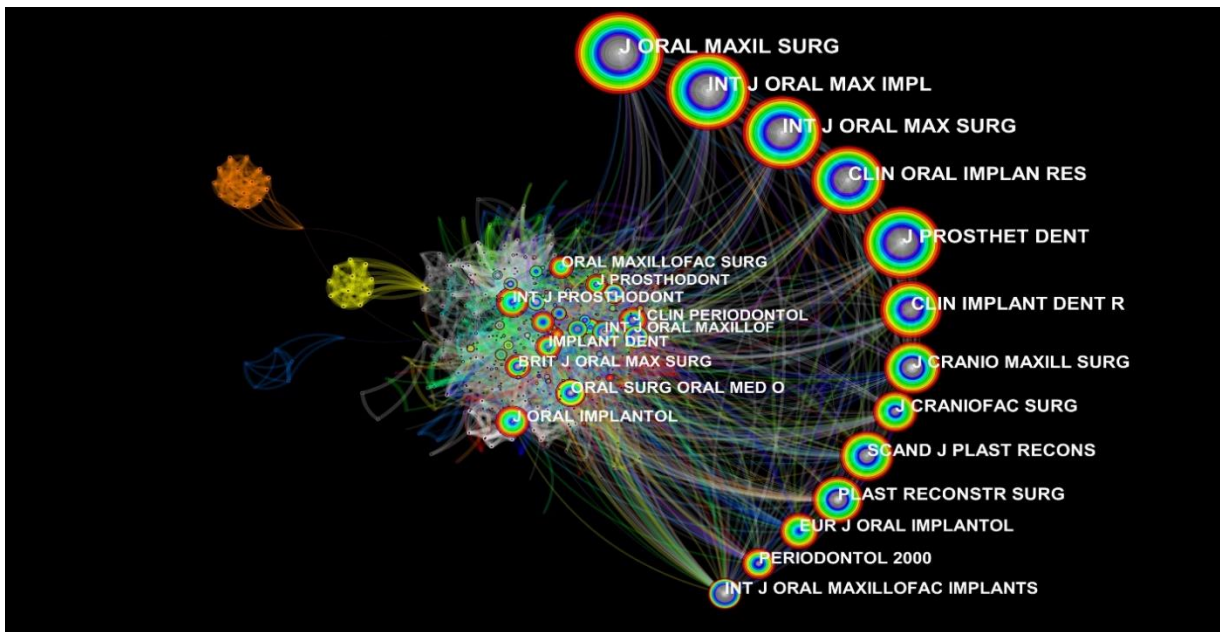 J ORAL MAXIL SURG
INT J ORAL MAX IMPL
INT J ORAL MAX SURG
CLIN ORAL IMPLAN RES
J PROSTHET DENT
ORAL MAXILLOFAC SURG
J PROSTHODONT
INT J PROSTHODONT
CLIN IMPLANT DENT R
J CLIN PERIODONTOL
INT J ORAL MAXILLOF
IMPLANT DENT
BRIT J ORAL MAX SURG
J CRANIO MAXILL SURG
ORAL SURG ORAL MED O
J CRANIOFAC SURG
J ORAL IMPLANTOL
SCAND J PLAST RECONS
PLAST RECONSTR SURG
EUR J ORAL IMPLANTOL
PERIODONTOL 2000
INT J ORAL MAXILLOFAC IMPLANTS